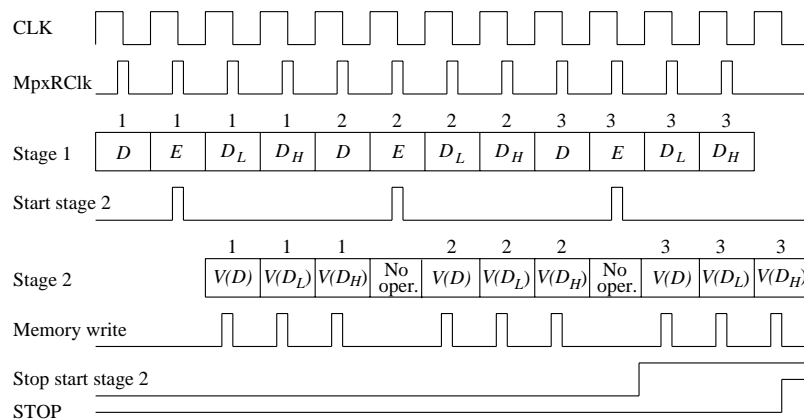 CLK
MpxRClk
1 1 1 1 2 2 2 2 3 3 3 3
Stage 1 D E D_L D_H D E D_L D_H D E D_L D_H
Start stage 2
1 1 1 2 2 2 3 3 3
Stage 2 V(D) V(D_L) V(D_H) No oper. V(D) V(D_L) V(D_H) No oper. V(D) V(D_L) V(D_H)
Memory write
Stop start stage 2
STOP